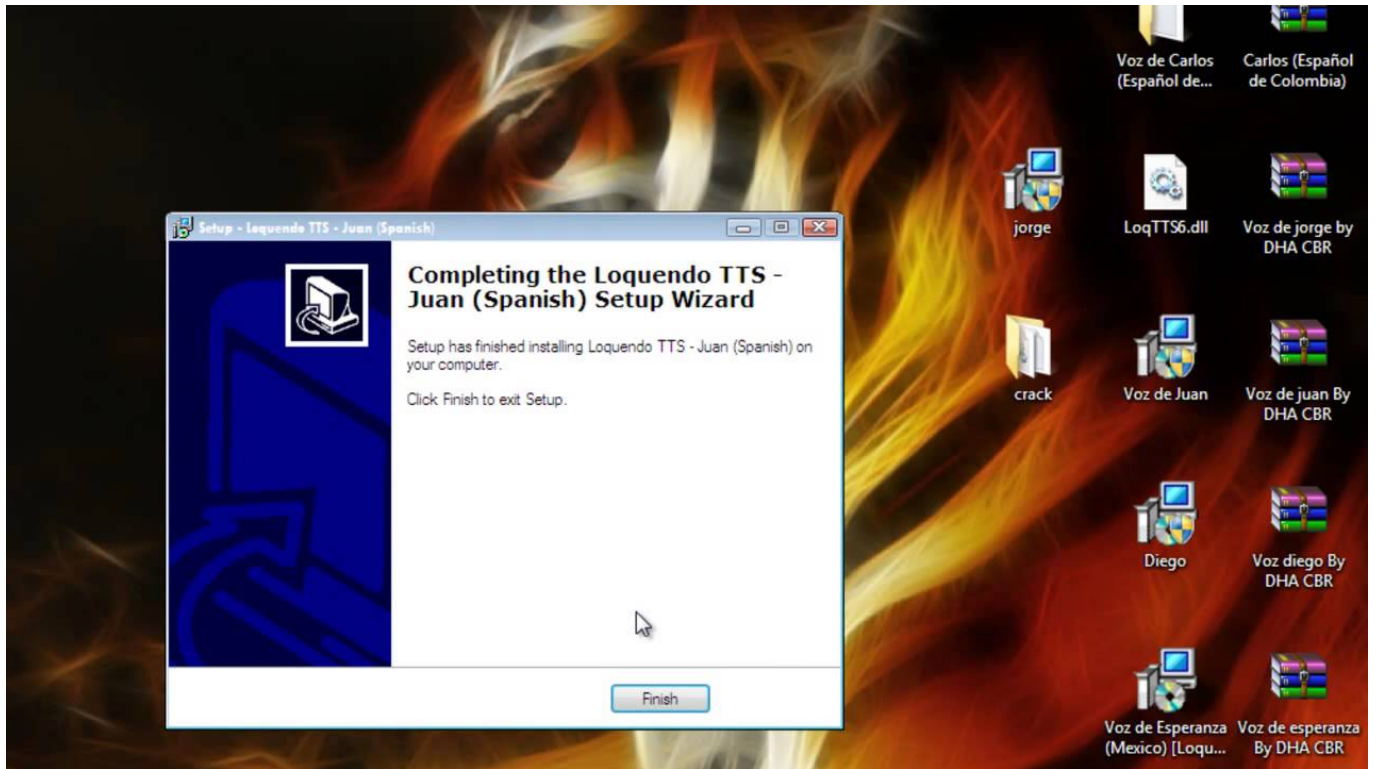 Voz de Carlos
(Español de...
Carlos (Español
de Colombia)
Setup - Loquendo TTS - Juan (Spanish)
Completing the Loquendo TTS -
Juan (Spanish) Setup Wizard
Setup has finished installing Loquendo TTS - Juan (Spanish) on
your computer.
Click Finish to exit Setup.
Finish
jorge
LoqTTS6.dll
Voz de jorge by
DHA CBR
crack
Voz de Juan
Voz de juan By
DHA CBR
Diego
Voz diego By
DHA CBR
Voz de Esperanza
(Mexico) [Loqu...
Voz de esperanza
By DHA CBR